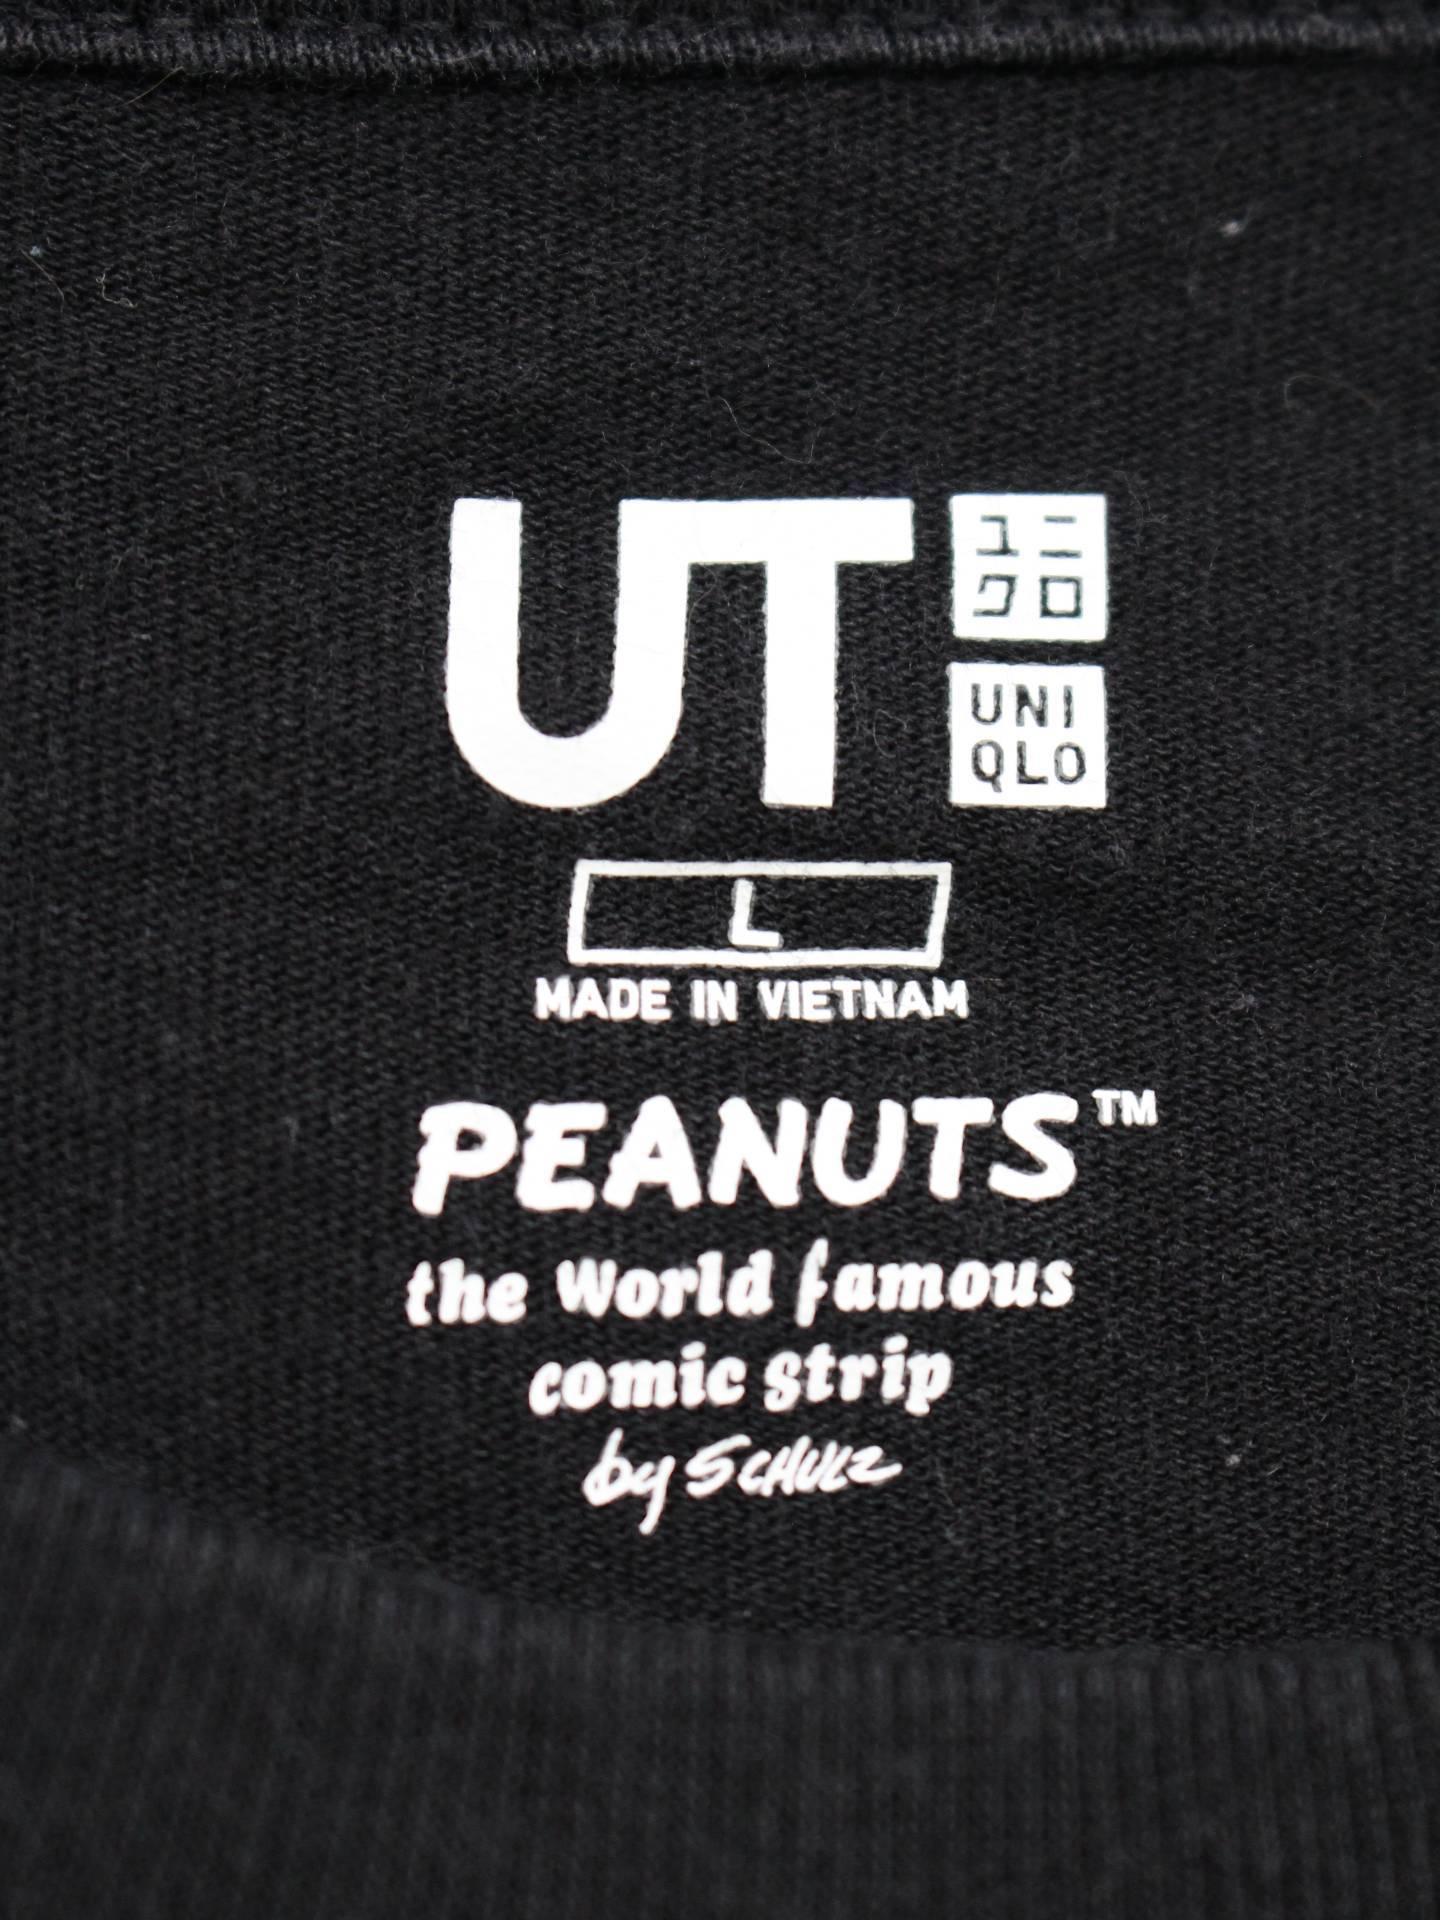 UT
ユニ
クロ
UNI
QLO
L
MADE IN VIETNAM
PEANUTS™
the World famous
comic strip
by SCHULZ